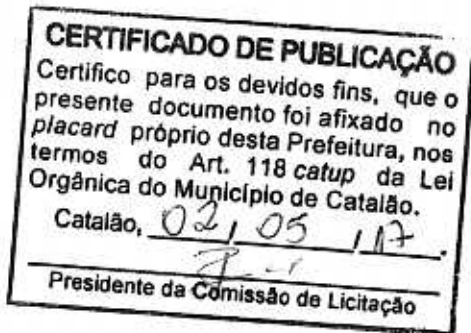 CERTIFICADO DE PUBLICAÇÃO
Certifico para os devidos fins, que o
presente documento foi afixado no
placard próprio desta Prefeitura, nos
termos do Art. 118 catup da Lei
Orgânica do Município de Catalão.
Catalão, 02, 05 / 17.
Presidente da Comissão de Licitação